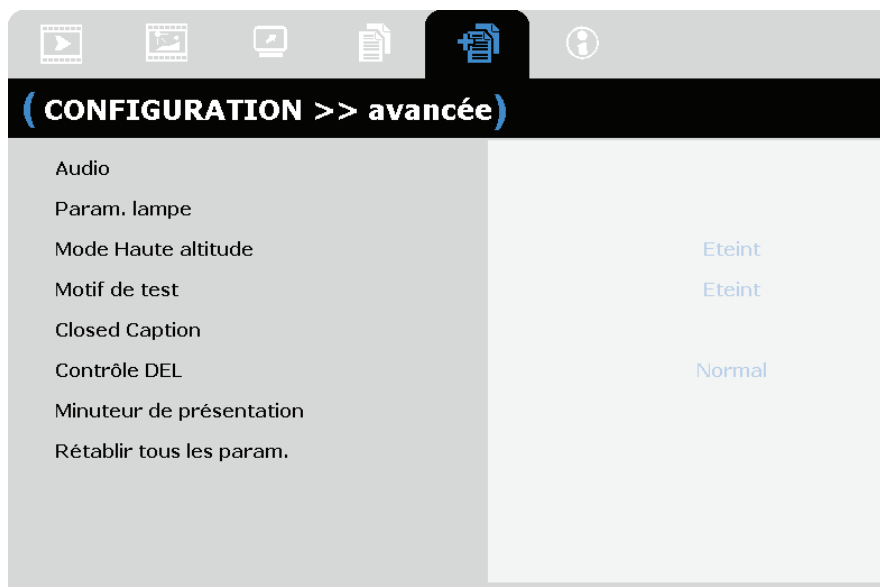 (CONFIGURATION >> avancée)
Audio
Param. lampe
Mode Haute altitude Eteint
Motif de test Eteint
Closed Caption
Contrôle DEL Normal
Minuteur de présentation
Rétablir tous les param.